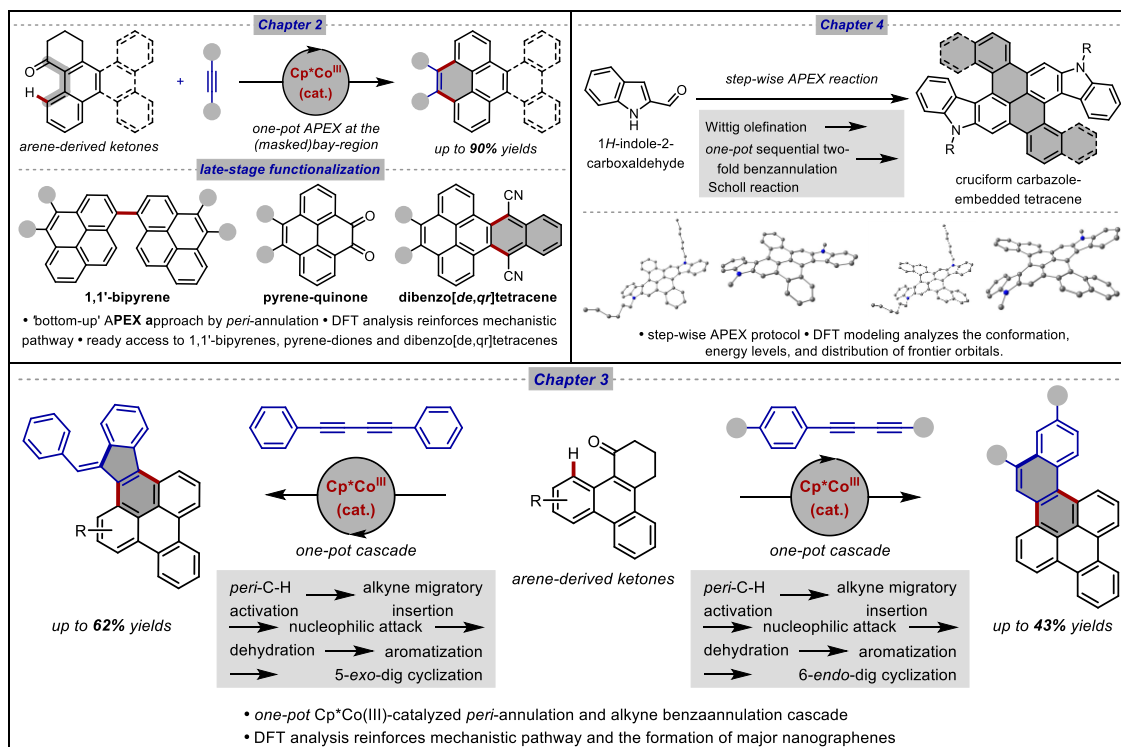 Chapter 2
O
H
+
Cp*Co^III
(cat.)
one-pot APEX at the
(masked)bay-region
arene-derived ketones
up to 90% yields
late-stage functionalization
O
O
CN
CN
1,1'-bipyrene
pyrene-quinone
dibenzo[de,qr]tetracene
• 'bottom-up' APEX approach by peri-annulation • DFT analysis reinforces mechanistic
pathway • ready access to 1,1'-bipyrenes, pyrene-diones and dibenzo[de,qr]tetracenes
Chapter 4
O
N
H
1H-indole-2-
carboxaldehyde
step-wise APEX reaction
Wittig olefination
one-pot sequential two-
fold benzannulation
Scholl reaction
R
N
N
R
cruciform carbazole-
embedded tetracene
• step-wise APEX protocol • DFT modeling analyzes the conformation,
energy levels, and distribution of frontier orbitals.
Chapter 3
R
up to 62% yields
Cp*Co^III
(cat.)
one-pot cascade
peri-C-H
alkyne migratory
activation
insertion
nucleophilic attack
dehydration
aromatization
5-exo-dig cyclization
O
H
R
arene-derived ketones
Cp*Co^III
(cat.)
one-pot cascade
peri-C-H
alkyne migratory
activation
insertion
nucleophilic attack
dehydration
aromatization
6-endo-dig cyclization
up to 43% yields
• one-pot Cp*Co(III)-catalyzed peri-annulation and alkyne benzaannulation cascade
• DFT analysis reinforces mechanistic pathway and the formation of major nanographenes